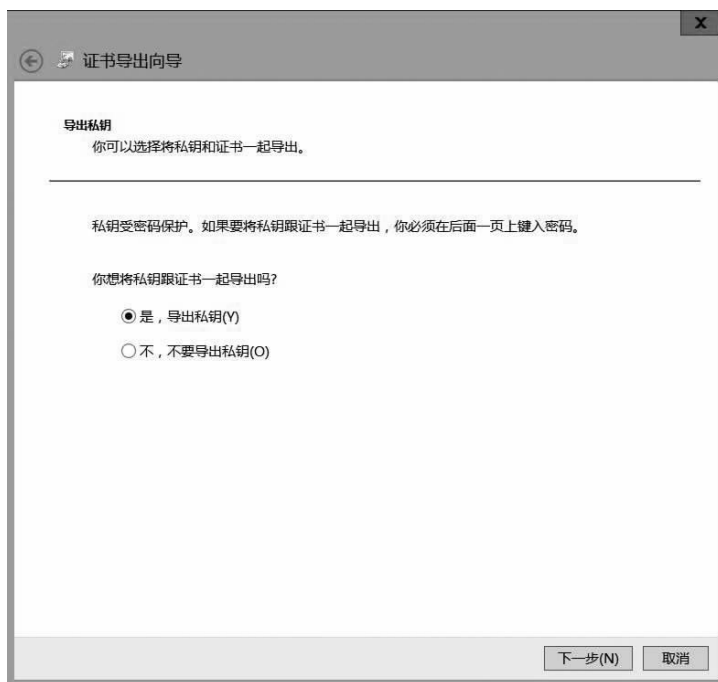 X
证书导出向导
导出私钥
你可以选择将私钥和证书一起导出。
私钥受密码保护。如果要将私钥跟证书一起导出，你必须在后面一页上键入密码。
你想将私钥跟证书一起导出吗?
是，导出私钥(Y)
不，不要导出私钥(O)
下一步(N) 取消